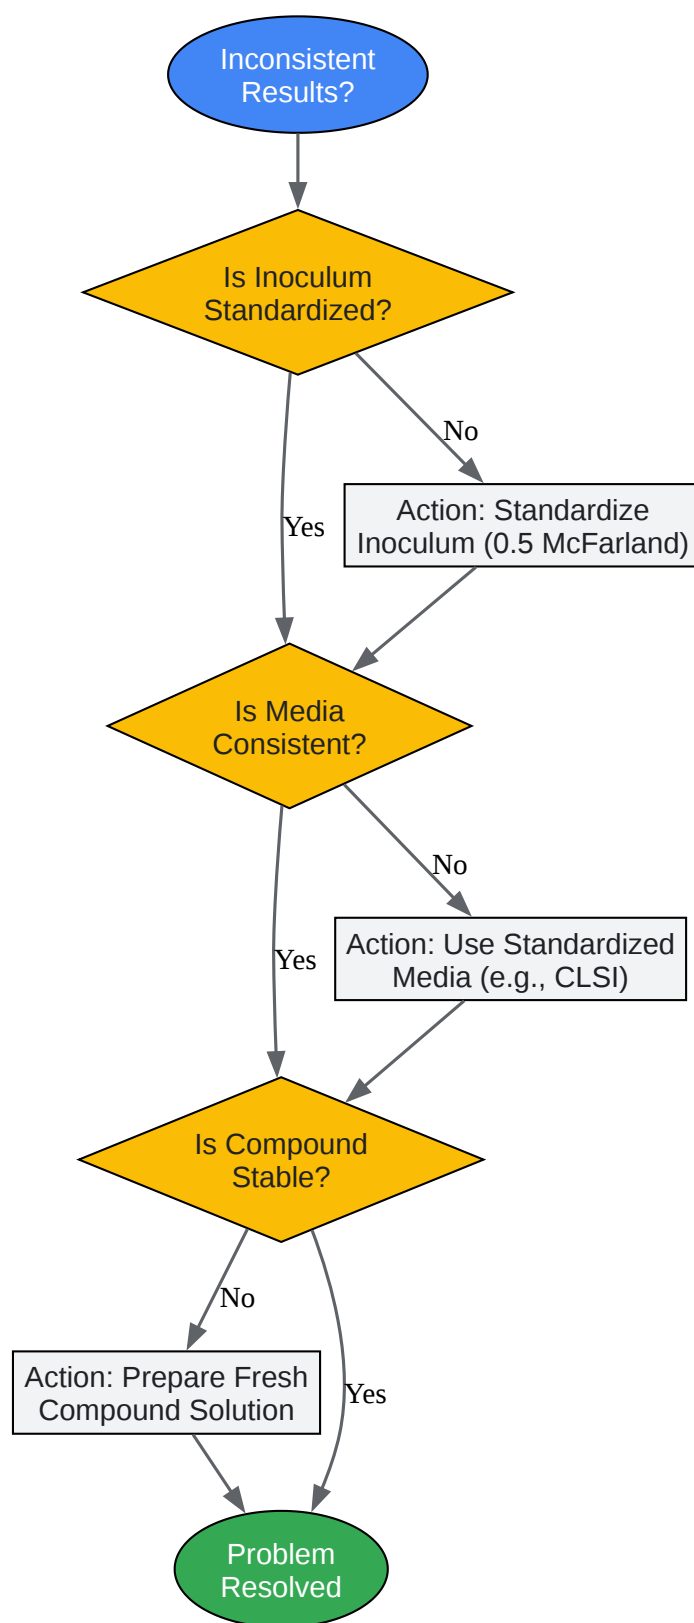 Inconsistent
Results?
Is Inoculum
Standardized?
No
Action: Standardize
Inoculum (0.5 McFarland)
Yes
Is Media
Consistent?
No
Action: Use Standardized
Media (e.g., CLSI)
Yes
Is Compound
Stable?
No
Action: Prepare Fresh
Compound Solution
Yes
Problem
Resolved